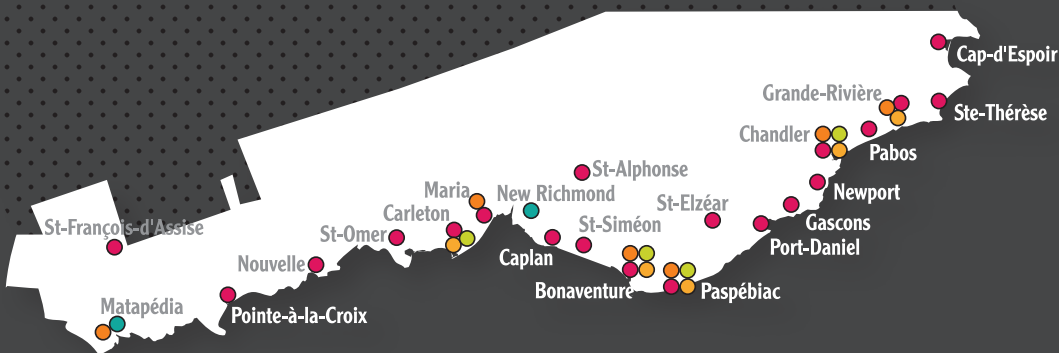 Cap-d'Espoir
Grande-Rivière
Ste-Thérèse
Chandler
Pabos
St-Alphonse
Maria
New Richmond
Newport
St-Elzéar
Carleton
Gascons
St-Siméon
St-François-d'Assise
St-Omer
Port-Daniel
Caplan
Nouvelle
Bonaventure
Paspébiac
Matapédia
Pointe-à-la-Croix